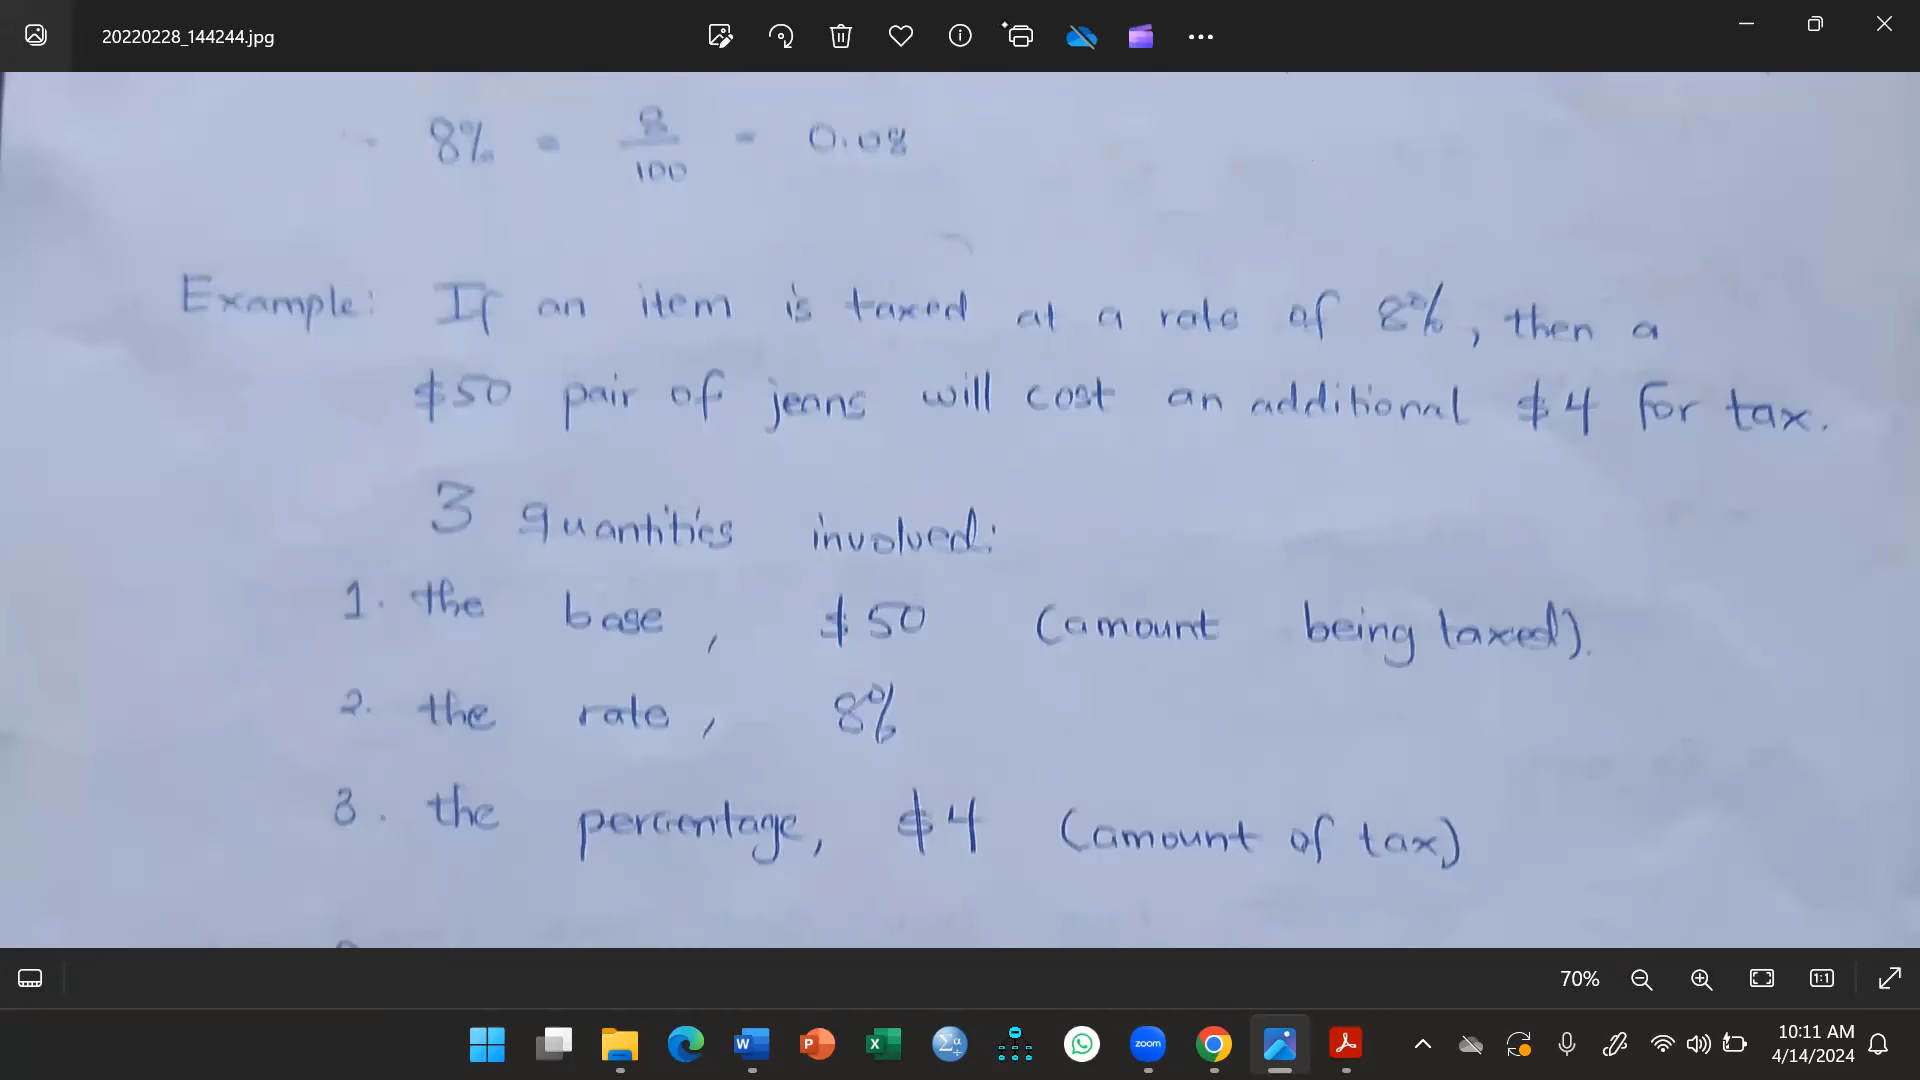 20220228_144244.jpg
8% = 8/100 = 0.08
Example: If an item is taxed at a rate of 8%, then a
$50 pair of jeans will cost an additional $4 for tax.
3 quantities involved:
1. the base, $50 (amount being taxed).
2. the rate, 8%
3. the percentage, $4 (amount of tax)
70%
zoom
10:11 AM
4/14/2024